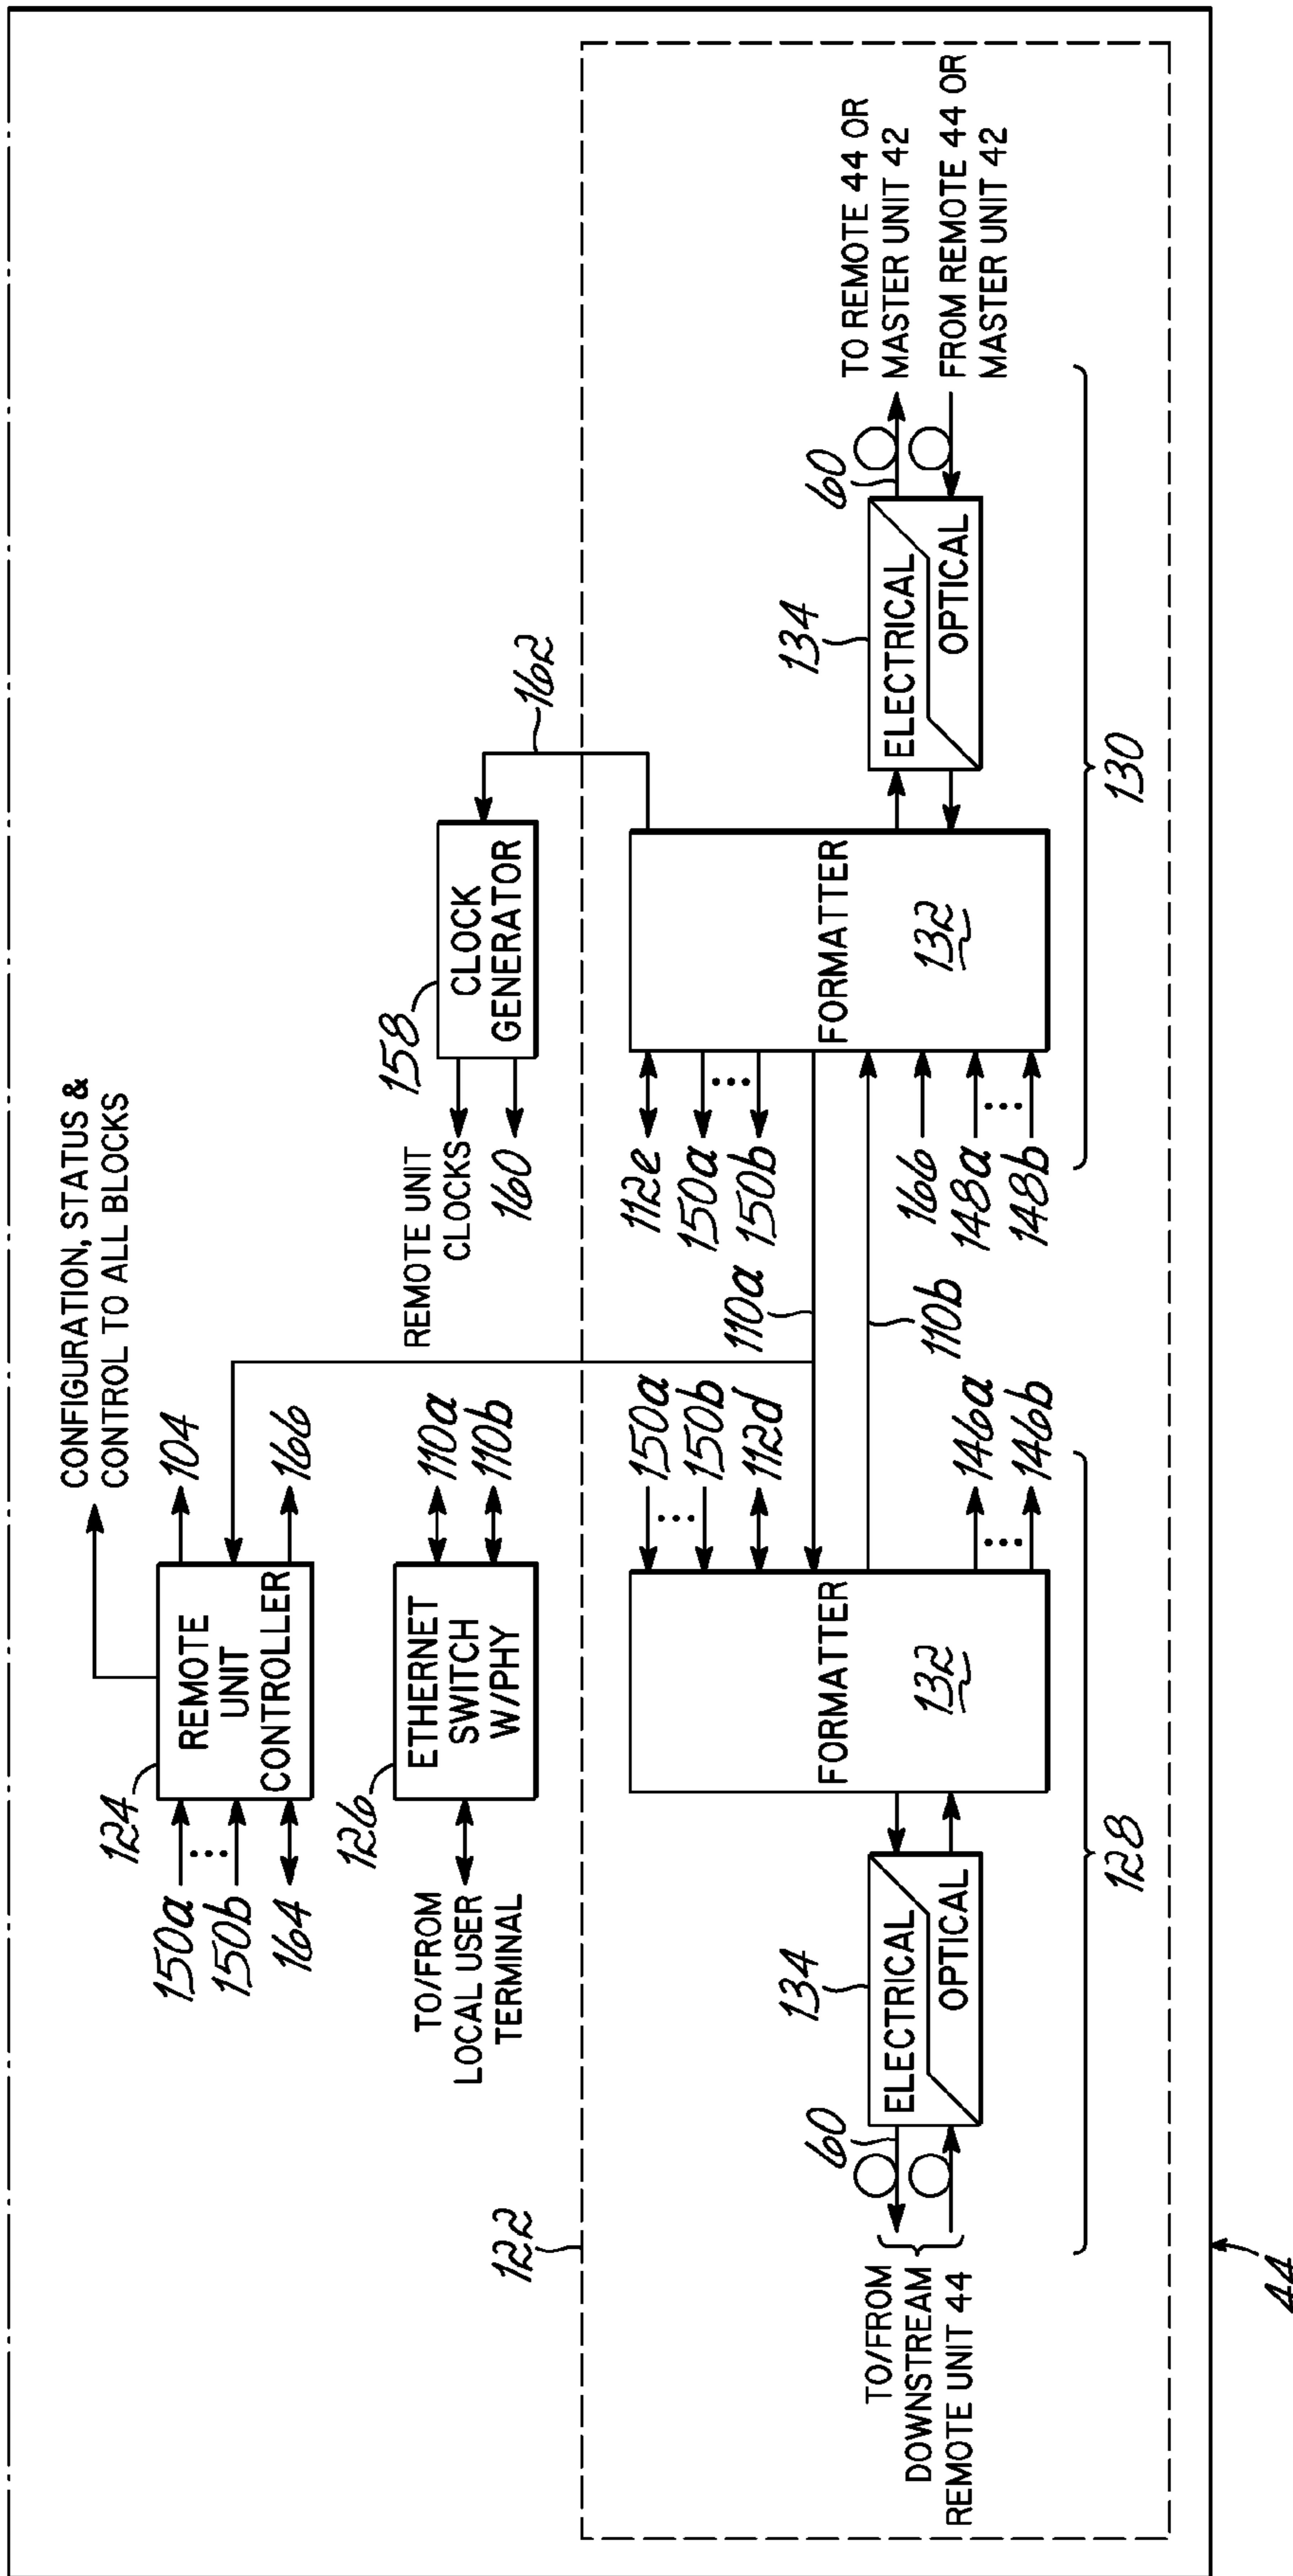 CONFIGURATION, STATUS &
CONTROL TO ALL BLOCKS
124
REMOTE
UNIT
CONTROLLER
104
166
150a
150b
164
126
ETHERNET
SWITCH
W/PHY
110a
110b
TO/FROM
LOCAL USER
TERMINAL
158
CLOCK
GENERATOR
REMOTE UNIT
CLOCKS
160
162
122
TO/FROM
DOWNSTREAM
REMOTE UNIT 44
60
134
ELECTRICAL
OPTICAL
FORMATTER
132
150a
150b
112d
146a
146b
128
110a
110b
112e
150a
150b
166
148a
148b
FORMATTER
132
134
ELECTRICAL
OPTICAL
60
TO REMOTE 44 OR
MASTER UNIT 42
FROM REMOTE 44 OR
MASTER UNIT 42
130
44